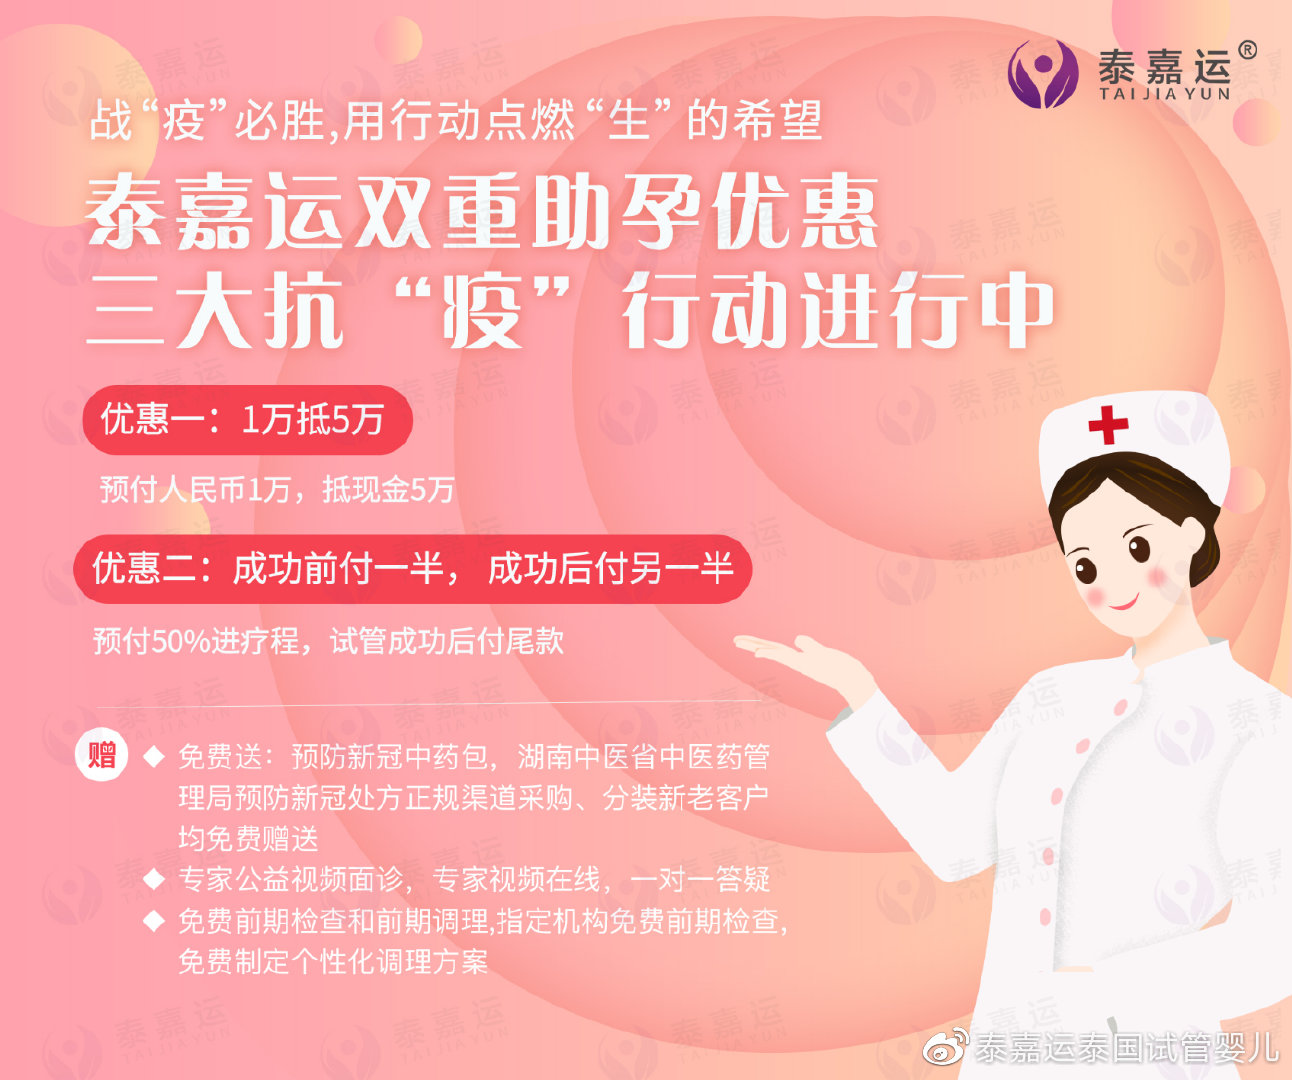 泰嘉运®
TAIJIAYUN
战“疫”必胜,用行动点燃“生”的希望
泰嘉运双重助孕优惠
三大抗“疫”行动进行中
优惠一：1万抵5万
预付人民币1万，抵现金5万
优惠二：成功前付一半，成功后付另一半
预付50%进疗程，试管成功后付尾款
赠
◆ 免费送：预防新冠中药包，湖南中医省中医药管
理局预防新冠处方正规渠道采购、分装新老客户
均免费赠送
◆ 专家公益视频面诊，专家视频在线，一对一答疑
◆ 免费前期检查和前期调理,指定机构免费前期检查,
免费制定个性化调理方案
泰嘉运泰国试管婴儿